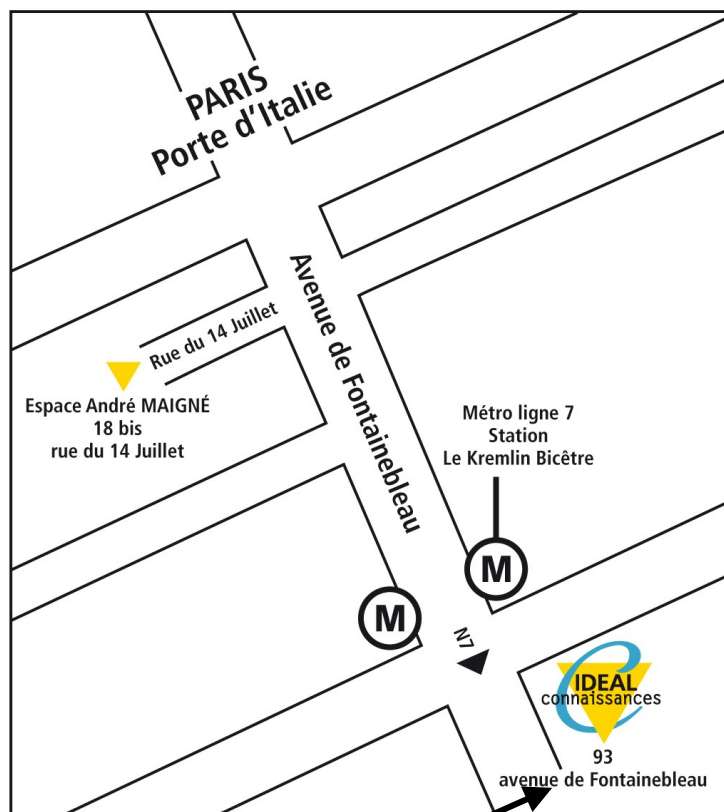 PARIS
Porte d'Italie
Avenue de Fontainebleau
Rue du 14 Juillet
Espace André MAIGNÉ
18 bis
rue du 14 Juillet
Métro ligne 7
Station
Le Kremlin Bicêtre
M
M
N7
IDEAL
connaissances
93
avenue de Fontainebleau